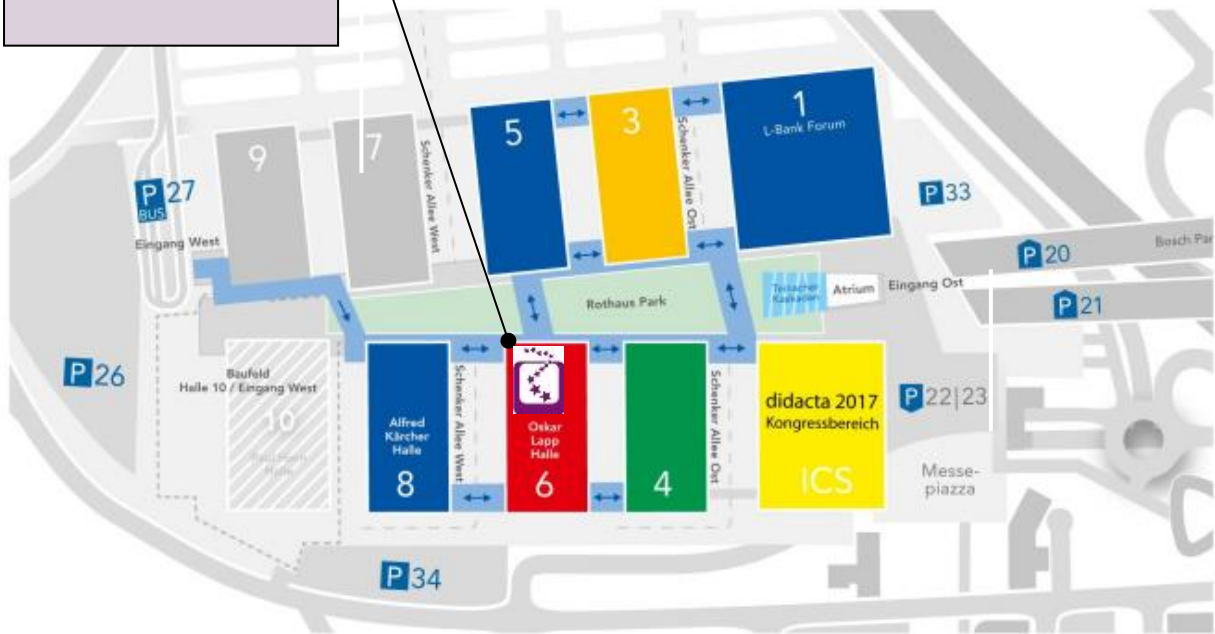 5
3
1
L-Bank Forum
9
7
Schenker Allee West
Schenker Allee Ost
P 27
BUS
P 33
Eingang West
P 20
Bosch Par
Rothaus Park
Atrium
Eingang Ost
P 21
P 26
Baufeld
Halle 10 / Eingang West
10
Alfred
Kärcher
Halle
8
Schenker Allee West
Oskar
Lapp
Halle
6
4
Schenker Allee Ost
didacta 2017
Kongressbereich
ICS
P 22|23
Messe-
piazza
P 34